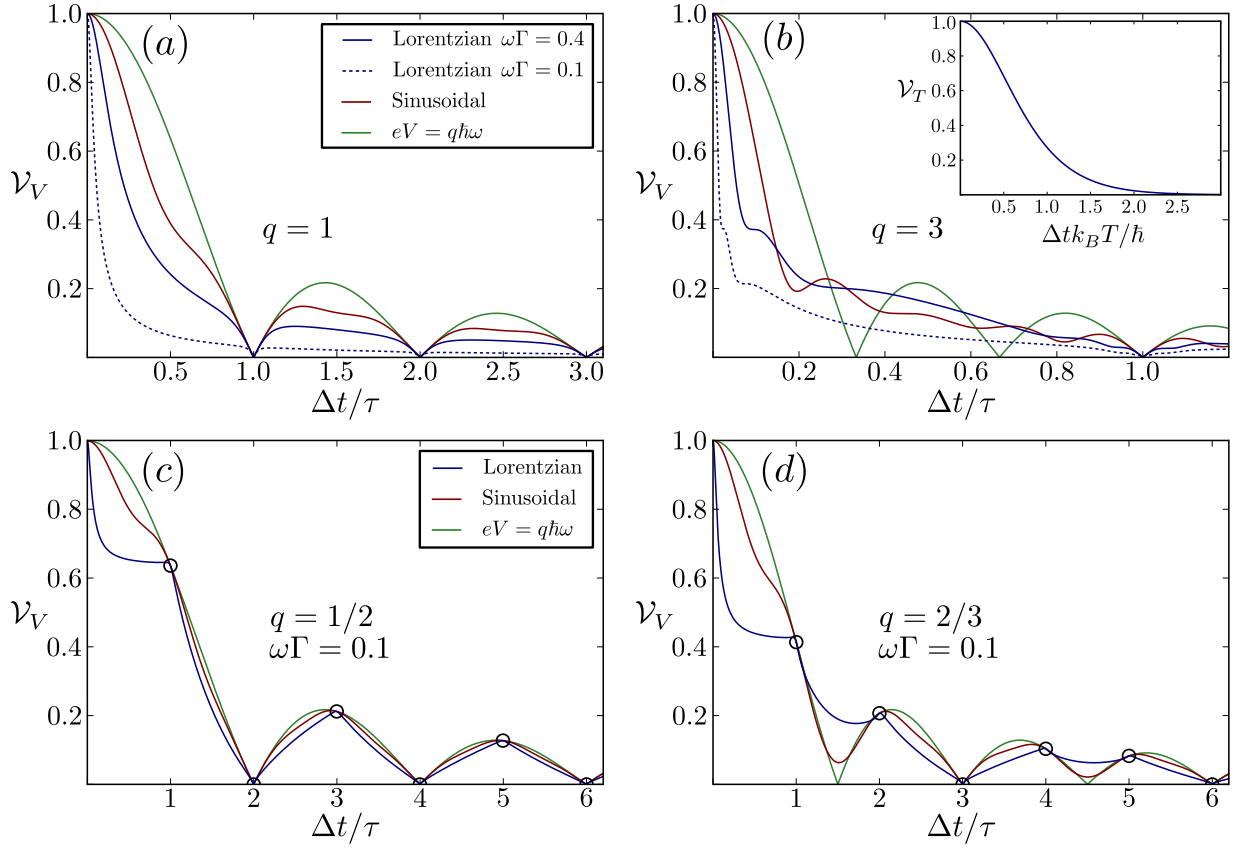 (a)
Lorentzian ωΓ = 0.4
Lorentzian ωΓ = 0.1
Sinusoidal
eV = qħω
q = 1
𝒱_V
1.0
0.8
0.6
0.4
0.2
0.5 1.0 1.5 2.0 2.5 3.0
Δt/τ
(b)
𝒱_T
1.0
0.8
0.6
0.4
0.2
0.5 1.0 1.5 2.0 2.5
Δtk_BT/ħ
q = 3
𝒱_V
1.0
0.8
0.6
0.4
0.2
0.2 0.4 0.6 0.8 1.0
Δt/τ
(c)
Lorentzian
Sinusoidal
eV = qħω
q = 1/2
ωΓ = 0.1
𝒱_V
1.0
0.8
0.6
0.4
0.2
1 2 3 4 5 6
Δt/τ
(d)
q = 2/3
ωΓ = 0.1
𝒱_V
1.0
0.8
0.6
0.4
0.2
1 2 3 4 5 6
Δt/τ